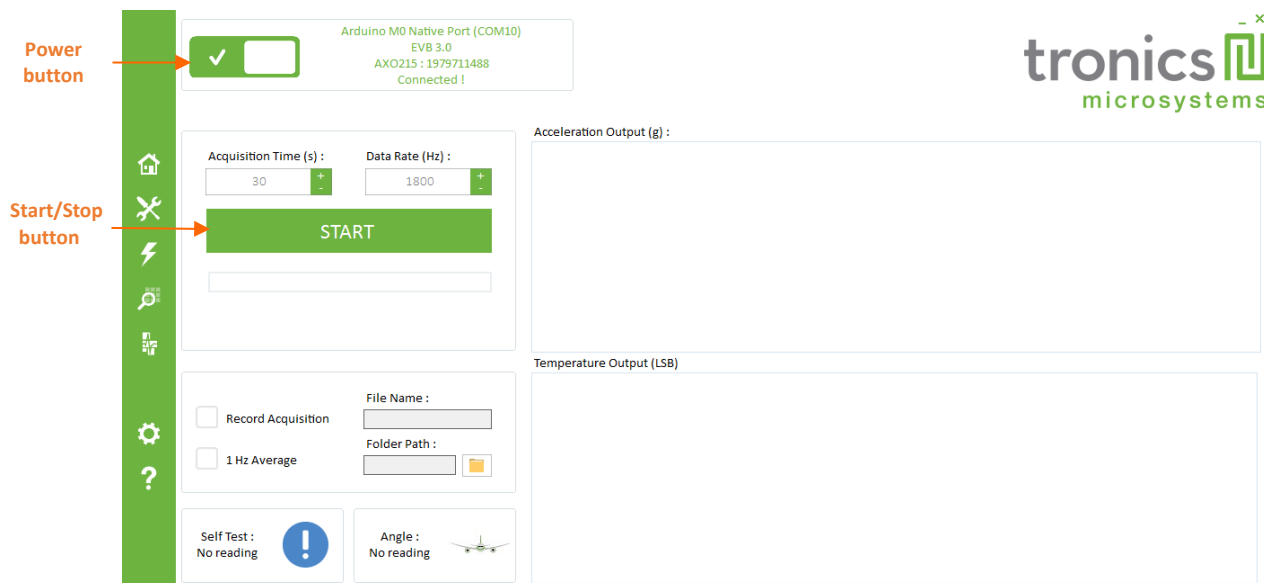 Power
button
Arduino M0 Native Port (COM10)
EVB 3.0
AXO215 : 1979711488
Connected !
tronics
microsystems
Acquisition Time (s) :
Data Rate (Hz) :
30
+
-
1800
+
-
Start/Stop
button
START
Acceleration Output (g) :
Temperature Output (LSB)
Record Acquisition
File Name :
1 Hz Average
Folder Path :
?
Self Test :
No reading
!
Angle :
No reading